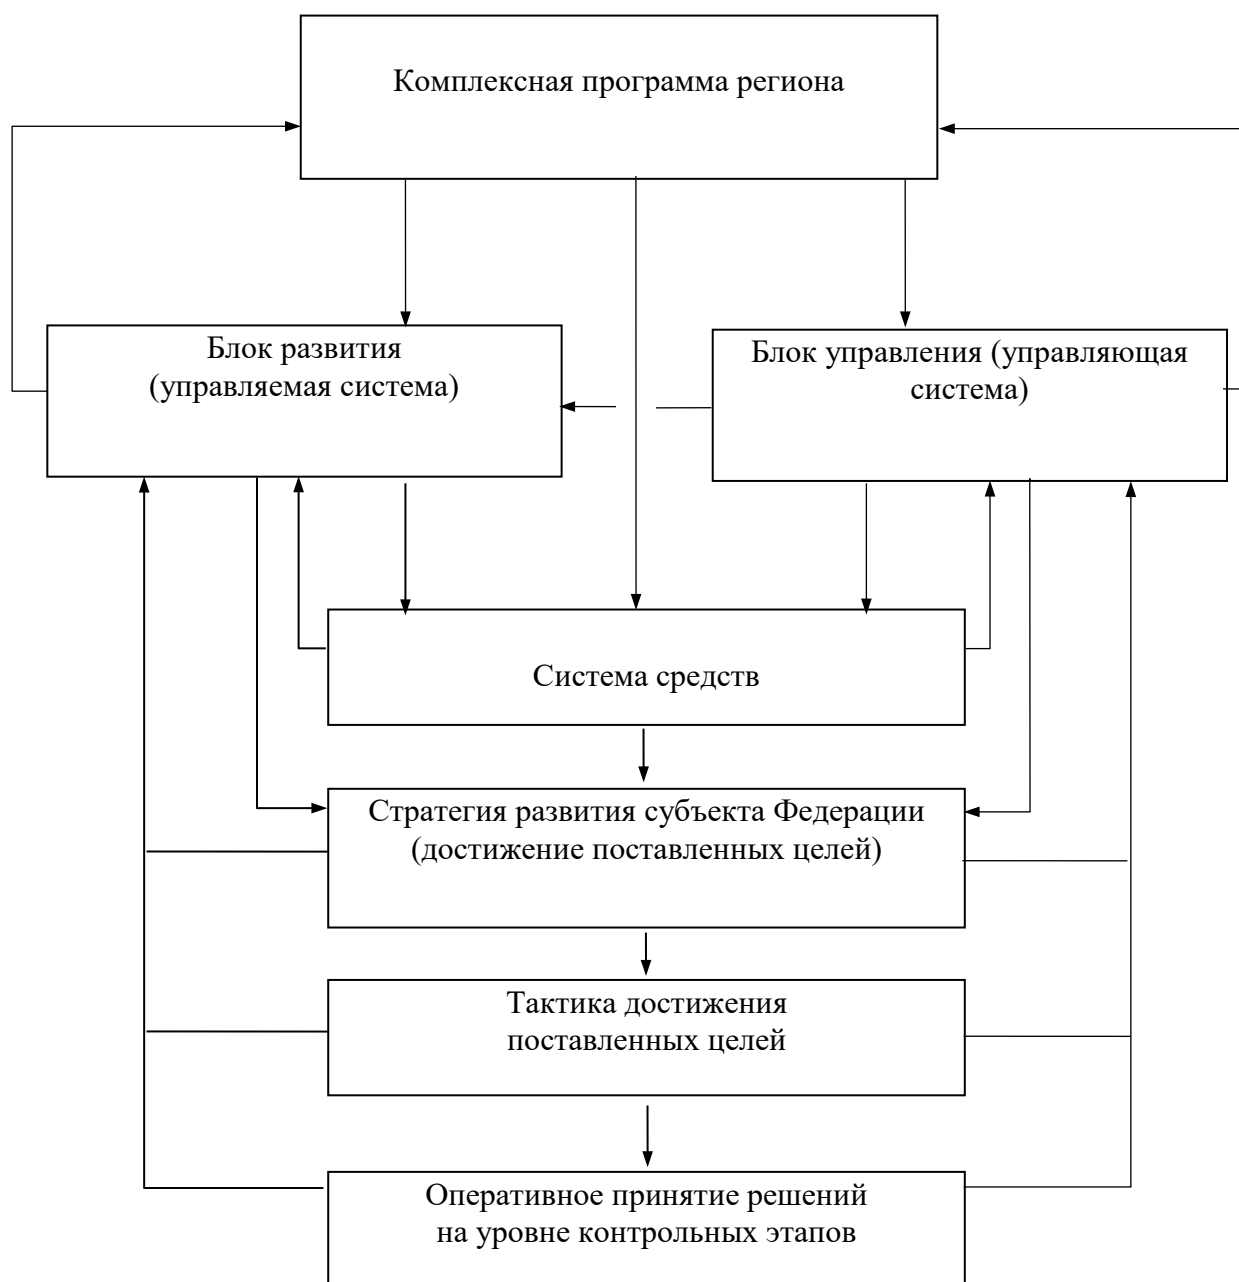 Комплексная программа региона
Блок развития
(управляемая система)
Блок управления (управляющая
система)
Система средств
Стратегия развития субъекта Федерации
(достижение поставленных целей)
Тактика достижения
поставленных целей
Оперативное принятие решений
на уровне контрольных этапов